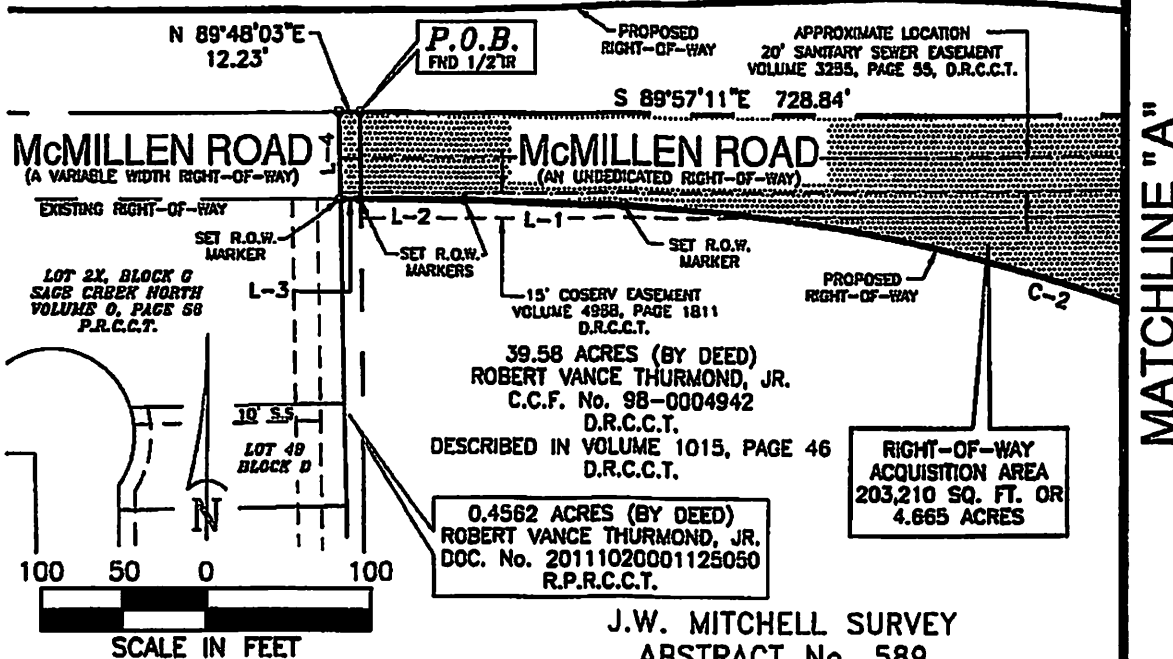 N 89°48'03"E
12.23'
P.O.B.
FND 1/2"IR
PROPOSED
RIGHT-OF-WAY
APPROXIMATE LOCATION
20' SANITARY SEWER EASEMENT
VOLUME 3255, PAGE 55, D.R.C.C.T.
S 89°57'11"E 728.84'
McMILLEN ROAD
(A VARIABLE WIDTH RIGHT-OF-WAY)
L-4
McMILLEN ROAD
(AN UNDEDICATED RIGHT-OF-WAY)
EXISTING RIGHT-OF-WAY
SET R.O.W.
MARKER
L-2
L-1
SET R.O.W.
MARKERS
SET R.O.W.
MARKER
PROPOSED
RIGHT-OF-WAY
C-2
MATCHLINE "A"
LOT 2X, BLOCK G
SAGE CREEK NORTH
VOLUME O, PAGE 58
P.R.C.C.T.
L-3
15' COSERV EASEMENT
VOLUME 4958, PAGE 1811
D.R.C.C.T.
39.58 ACRES (BY DEED)
ROBERT VANCE THURMOND, JR.
C.C.F. No. 98-0004942
D.R.C.C.T.
DESCRIBED IN VOLUME 1015, PAGE 46
D.R.C.C.T.
10' S.S.
LOT 49
BLOCK D
N
RIGHT-OF-WAY
ACQUISITION AREA
203,210 SQ. FT. OR
4.665 ACRES
0.4562 ACRES (BY DEED)
ROBERT VANCE THURMOND, JR.
DOC. No. 20111020001125050
R.P.R.C.C.T.
100 50 0 100
SCALE IN FEET
J.W. MITCHELL SURVEY
ABSTRACT No. 589